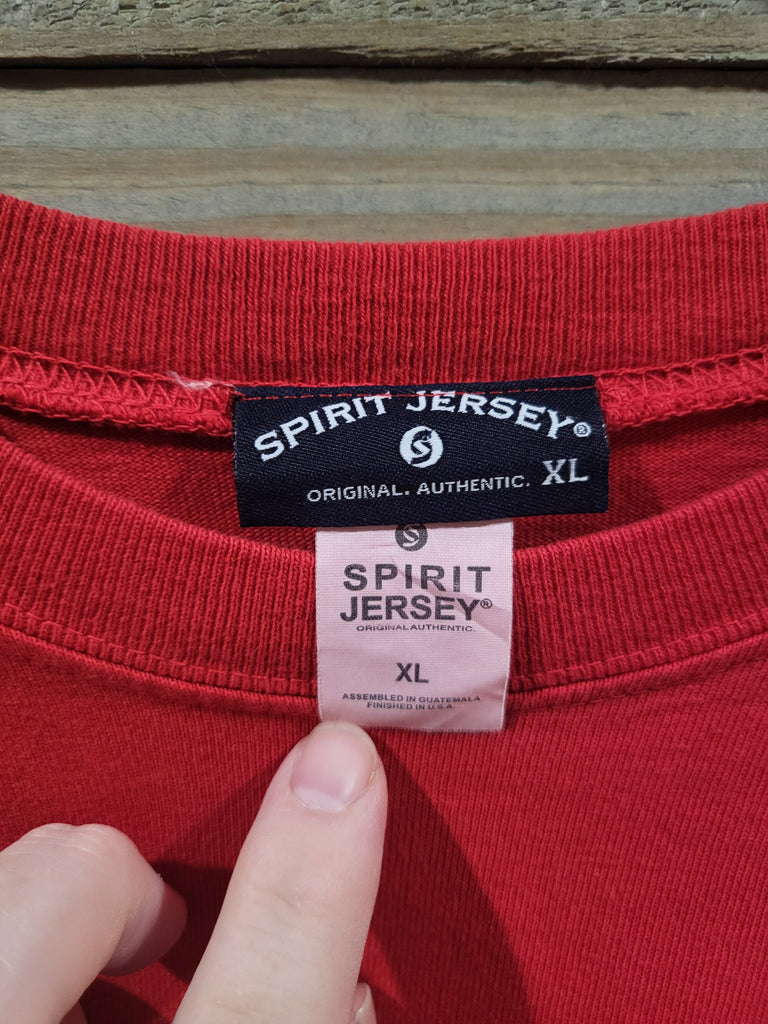 SPIRIT JERSEY®
S
ORIGINAL. AUTHENTIC. XL
S
SPIRIT
JERSEY®
ORIGINAL AUTHENTIC.
XL
ASSEMBLED IN GUATEMALA
FINISHED IN U.S.A.